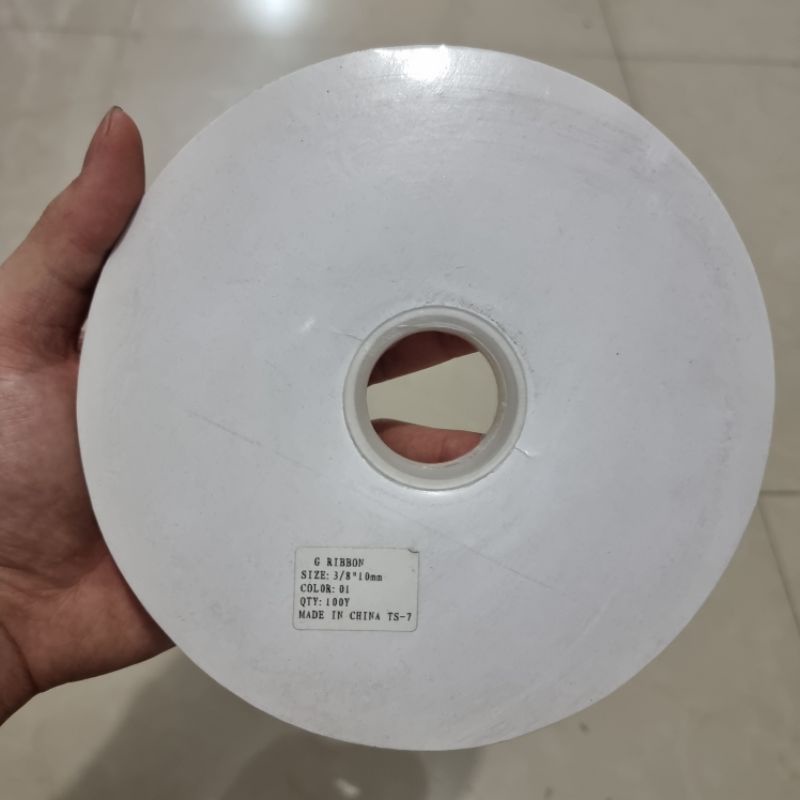 G RIBBON
SIZE: 3/8"10mm
COLOR: 01
QTY: 100Y
MADE IN CHINA TS-7